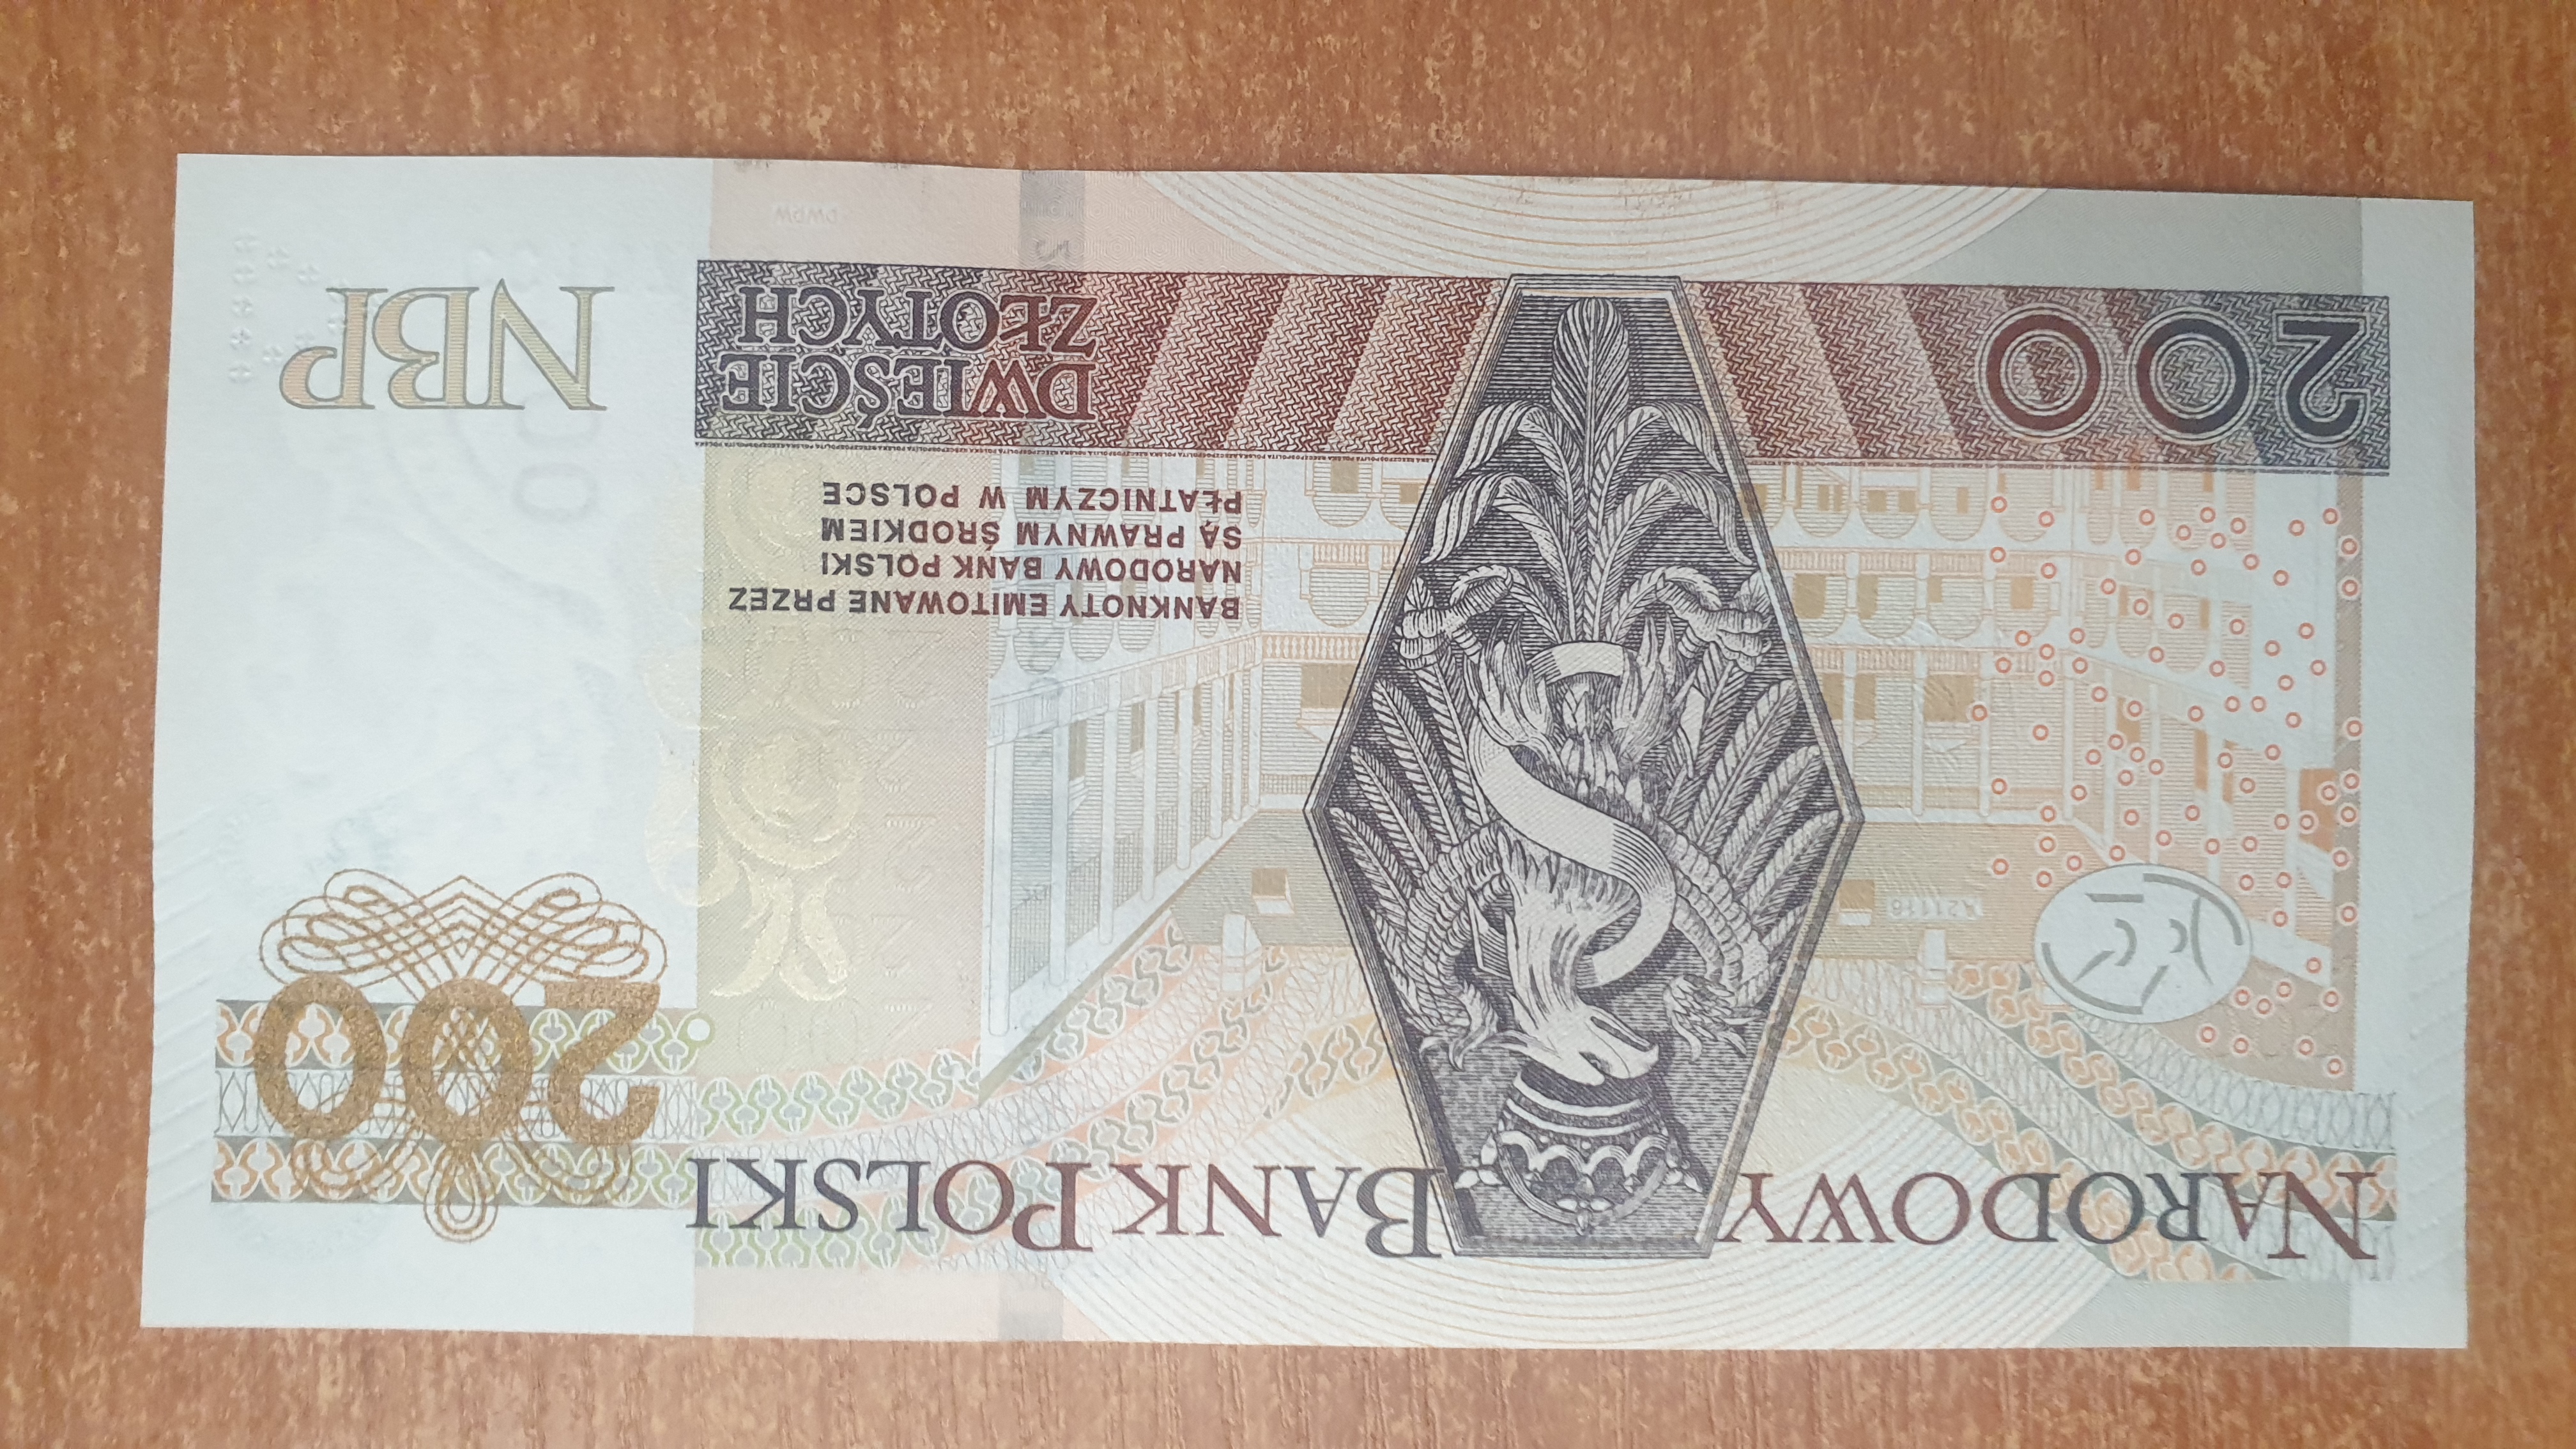 NARODOWY BANK POLSKI
200
BANKNOTY EMITOWANE PRZEZ
NARODOWY BANK POLSKI
SĄ PRAWNYM ŚRODKIEM
PŁATNICZYM W POLSCE
200
DWIEŚCIE
ZŁOTYCH
NBP